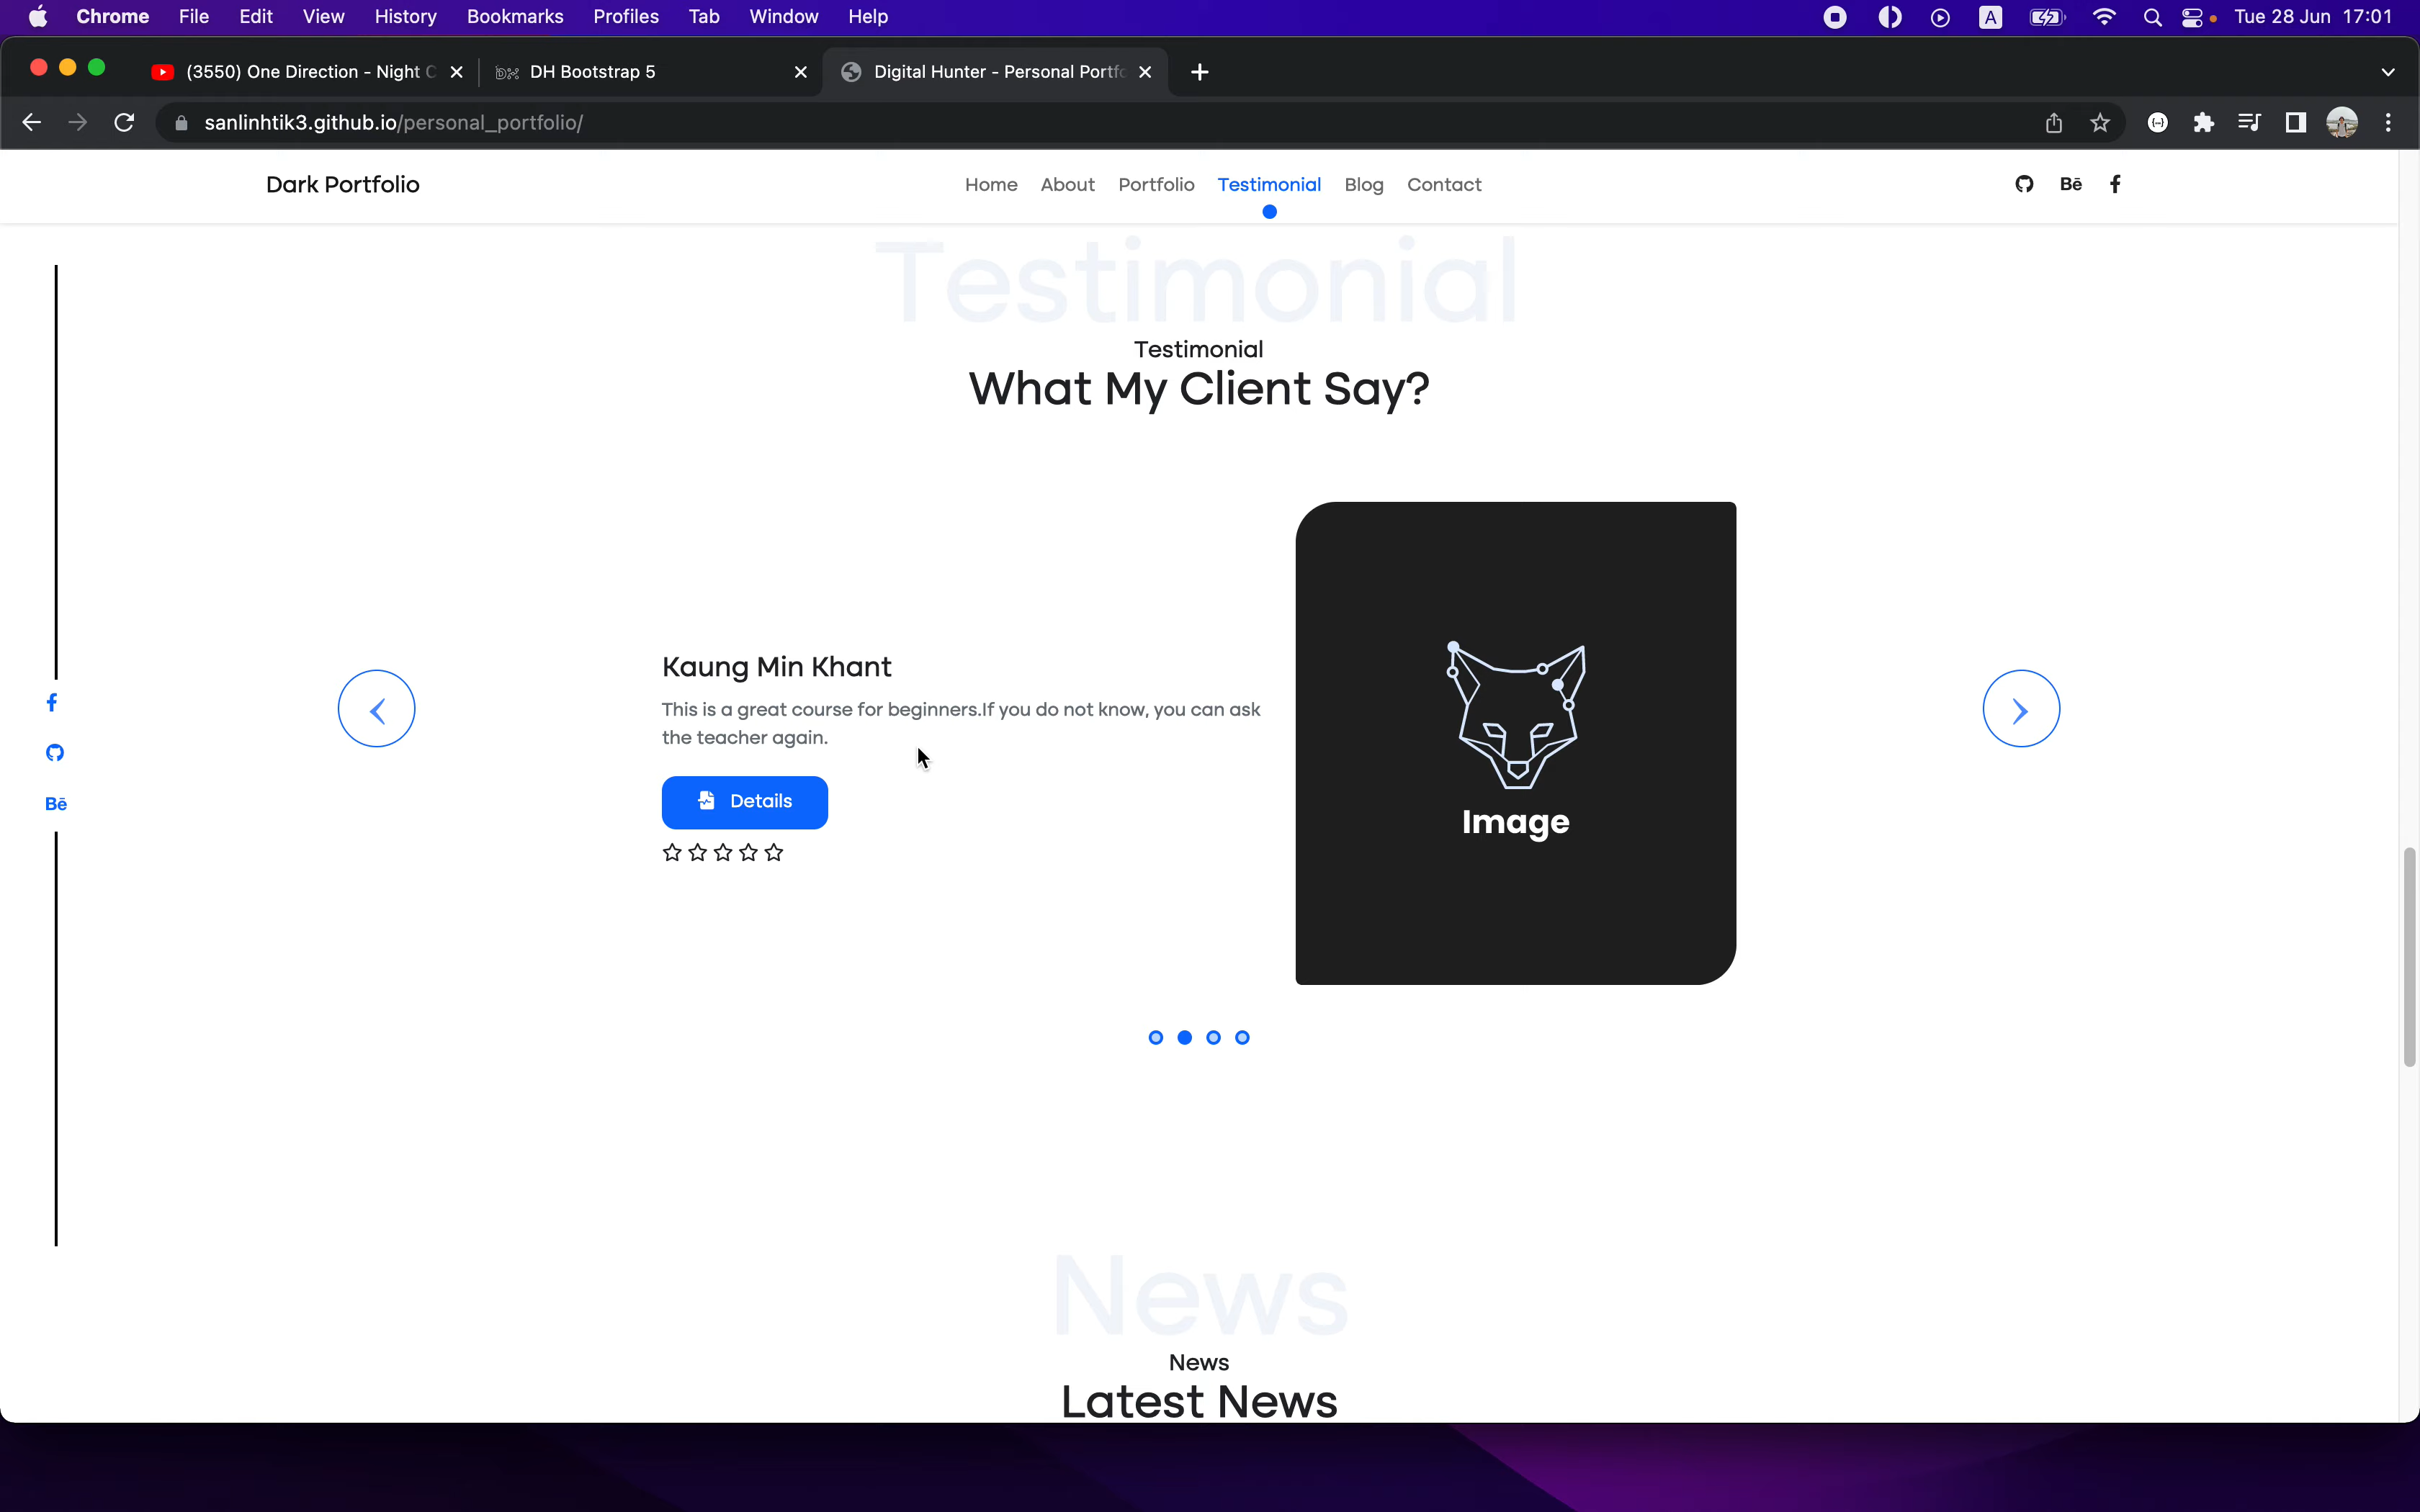 Chrome File Edit View History Bookmarks Profiles Tab Window Help
A
Tue 28 Jun 17:01
(3550) One Direction - Night
DH Bootstrap 5
Digital Hunter - Personal
sanlinhtik3.github.io/personal_portfolio/
Dark Portfolio
Home About Portfolio Testimonial Blog Contact
Bē
Testimonial
Testimonial
What My Client Say?
Kaung Min Khant
This is a great course for beginners.If you do not know, you can ask
the teacher again.
Details
Image
Bē
News
News
Latest News